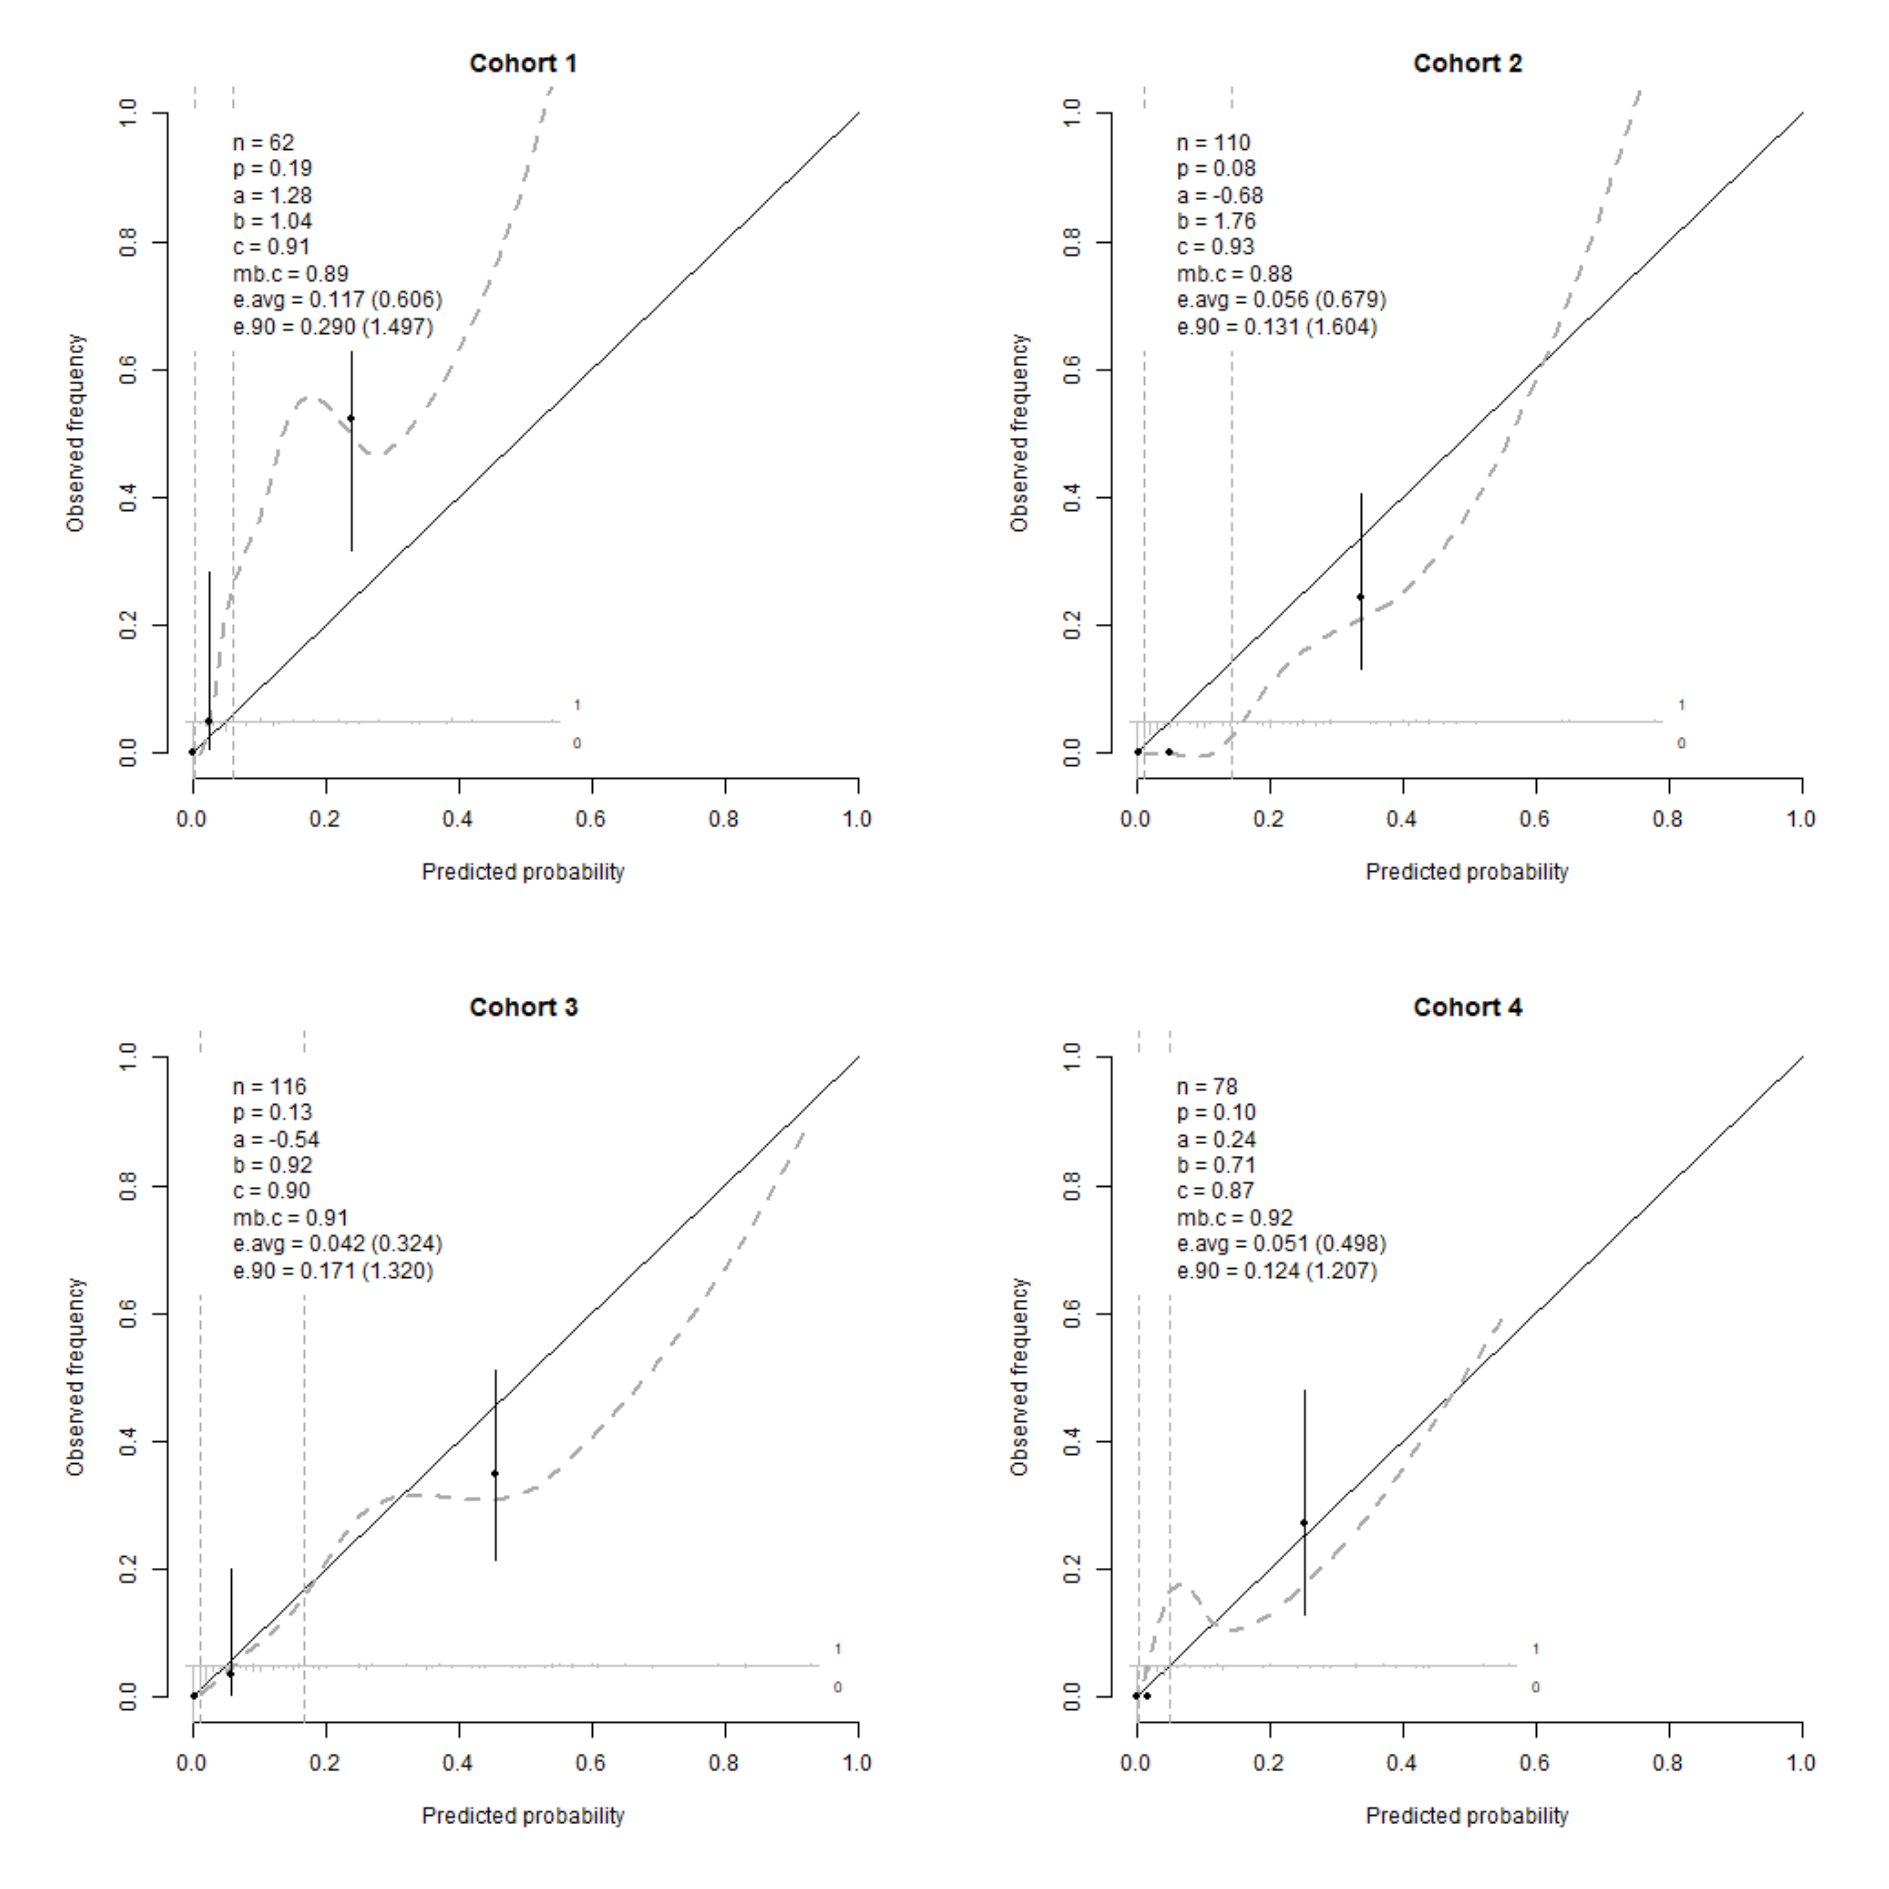 Cohort 1
n = 62
p = 0.19
a = 1.28
b = 1.04
c = 0.91
mb.c = 0.89
e.avg = 0.117 (0.606)
e.90 = 0.290 (1.497)
1.0
0.8
0.6
0.4
0.2
0.0
Observed frequency
1
0
0.0 0.2 0.4 0.6 0.8 1.0
Predicted probability
Cohort 2
n = 110
p = 0.08
a = -0.68
b = 1.76
c = 0.93
mb.c = 0.88
e.avg = 0.056 (0.679)
e.90 = 0.131 (1.604)
1.0
0.8
0.6
0.4
0.2
0.0
Observed frequency
1
0
0.0 0.2 0.4 0.6 0.8 1.0
Predicted probability
Cohort 3
n = 116
p = 0.13
a = -0.54
b = 0.92
c = 0.90
mb.c = 0.91
e.avg = 0.042 (0.324)
e.90 = 0.171 (1.320)
1.0
0.8
0.6
0.4
0.2
0.0
Observed frequency
1
0
0.0 0.2 0.4 0.6 0.8 1.0
Predicted probability
Cohort 4
n = 78
p = 0.10
a = 0.24
b = 0.71
c = 0.87
mb.c = 0.92
e.avg = 0.051 (0.498)
e.90 = 0.124 (1.207)
1.0
0.8
0.6
0.4
0.2
0.0
Observed frequency
1
0
0.0 0.2 0.4 0.6 0.8 1.0
Predicted probability